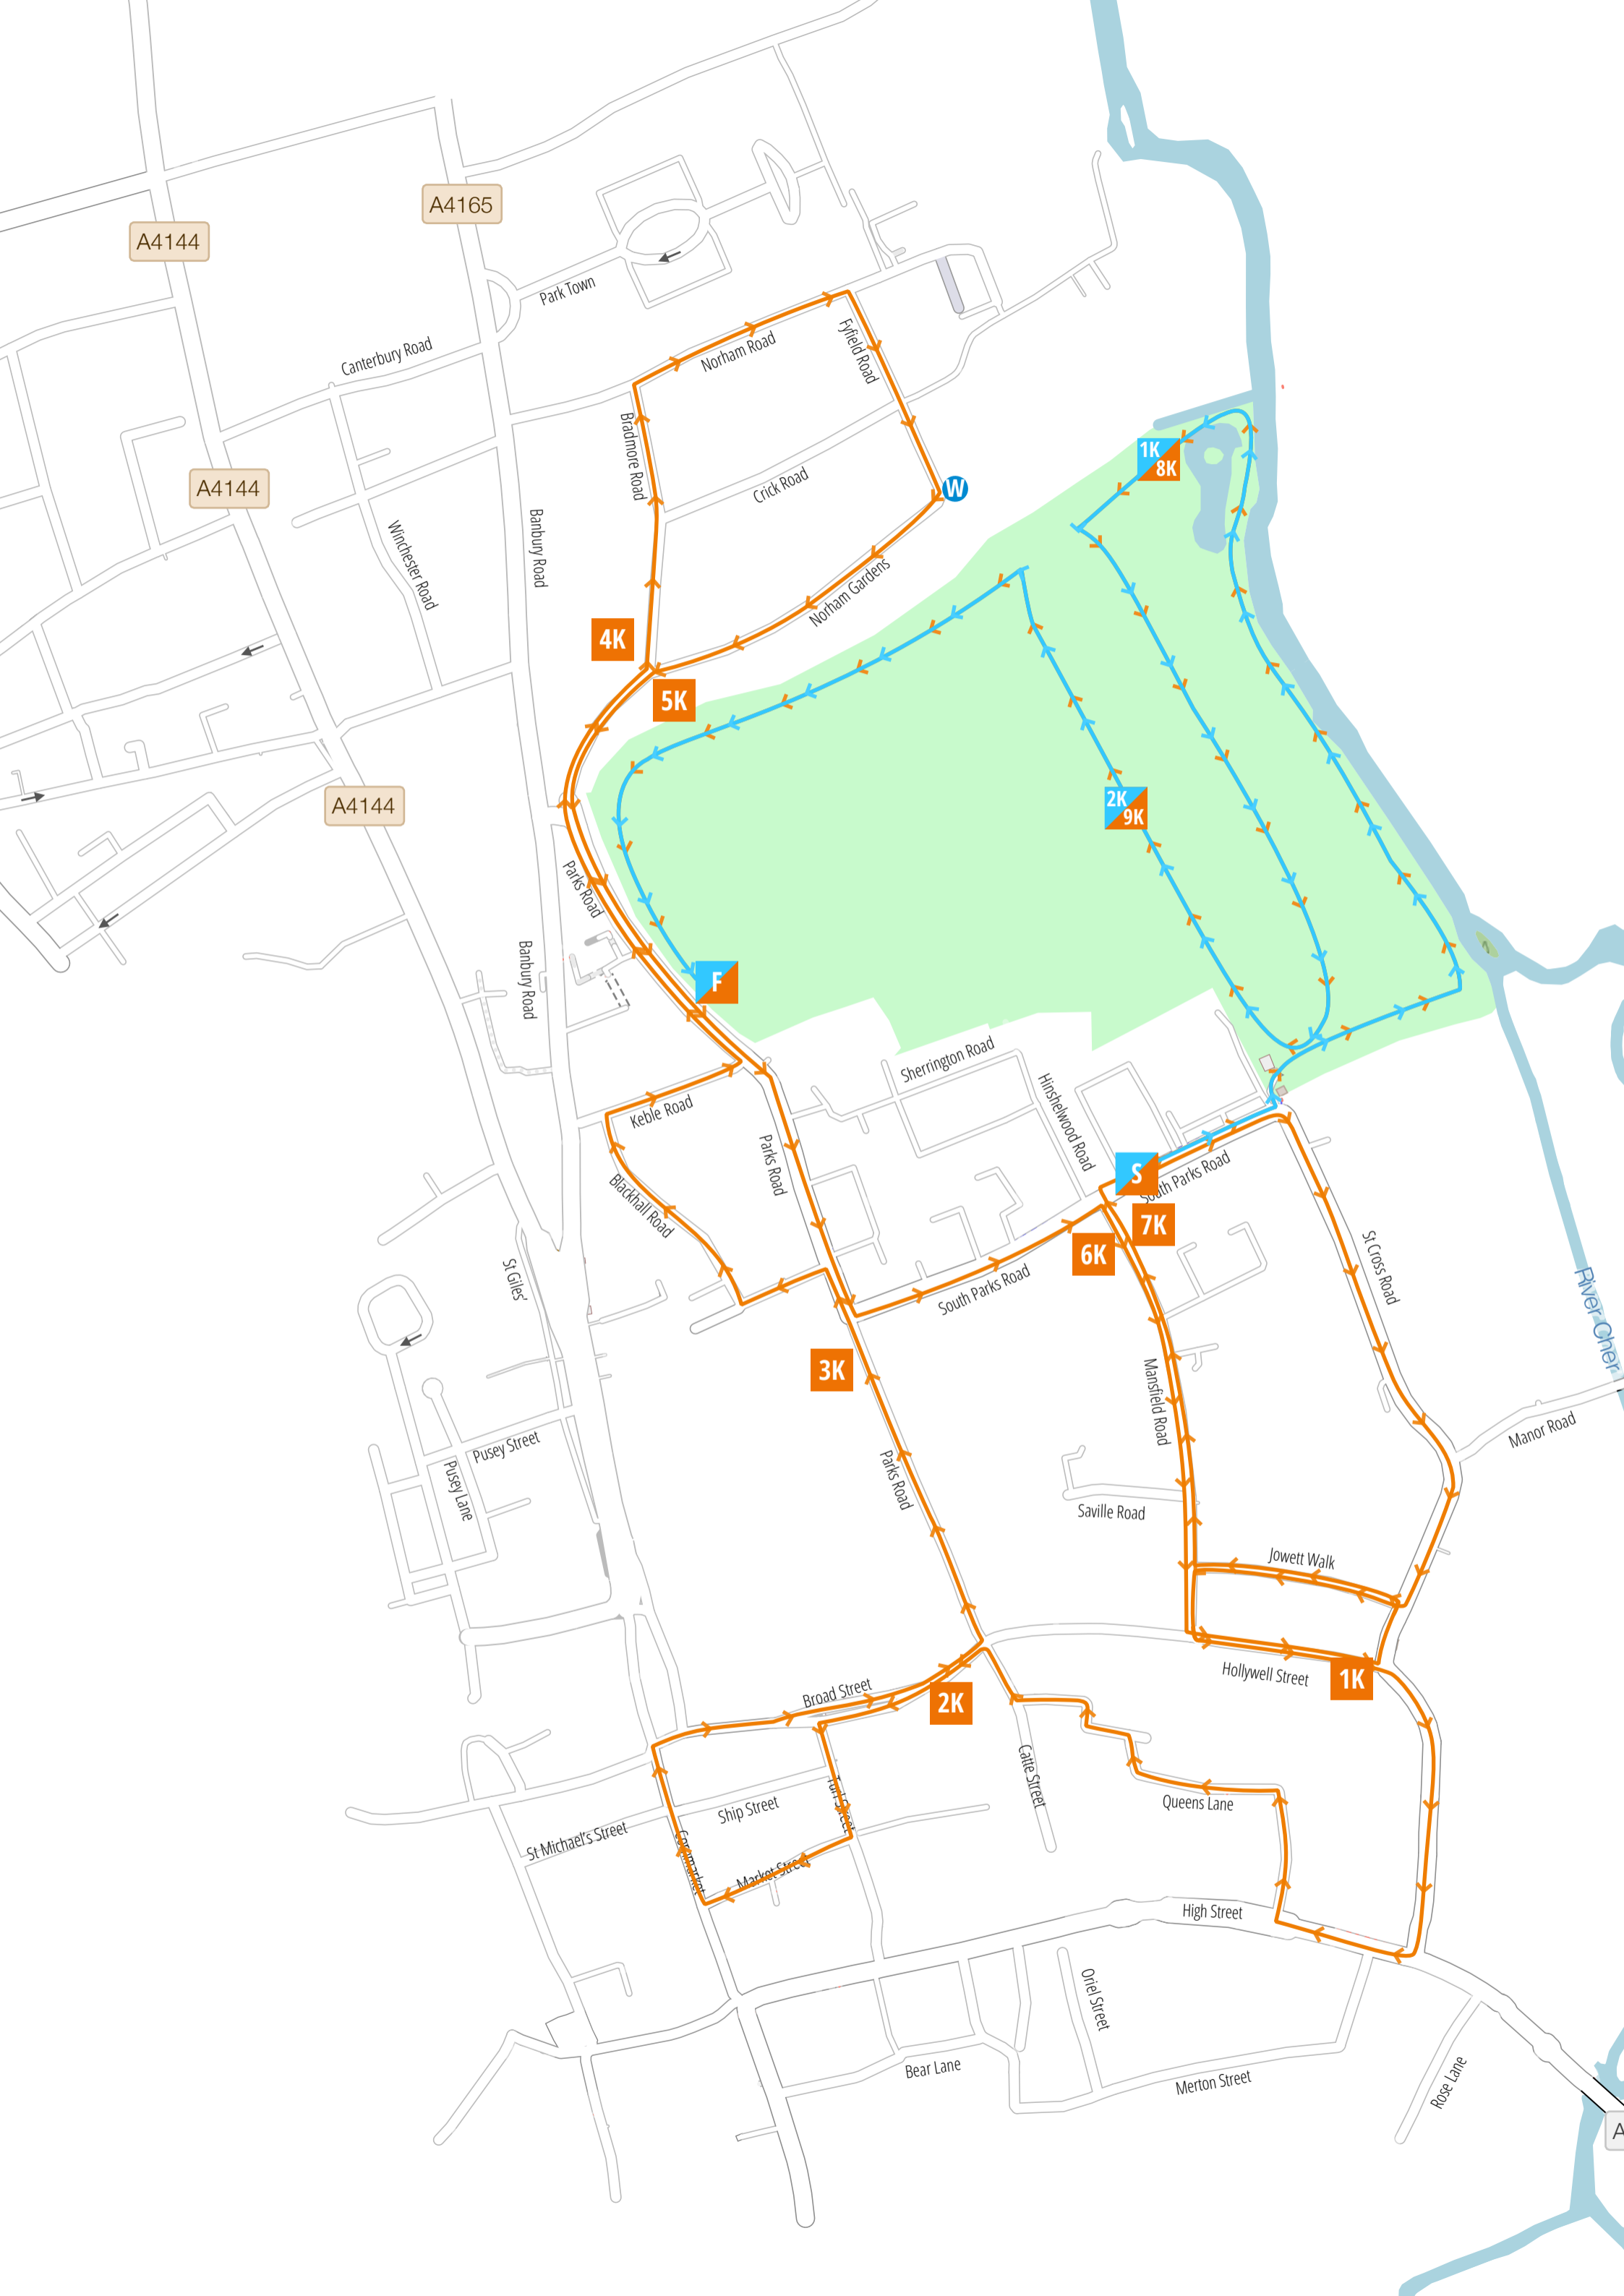 A4165
A4144
Park Town
Canterbury Road
Norham Road
Fyfield Road
Bradmore Road
1K
8K
Crick Road
W
A4144
Banbury Road
Winchester Road
Norham Gardens
4K
5K
A4144
2K
9K
Parks Road
Banbury Road
F
Sherrington Road
Hinshelwood Road
Keble Road
Parks Road
S
South Parks Road
Blackhall Road
7K
6K
St Cross Road
St Giles'
South Parks Road
River Cher
3K
Mansfield Road
Manor Road
Pusey Street
Pusey Lane
Parks Road
Saville Road
Jowett Walk
Hollywell Street
1K
Broad Street
2K
Catte Street
Turl Street
Queens Lane
Ship Street
St Michael's Street
Cornmarket
Market Street
High Street
Oriel Street
Bear Lane
Merton Street
Rose Lane
A